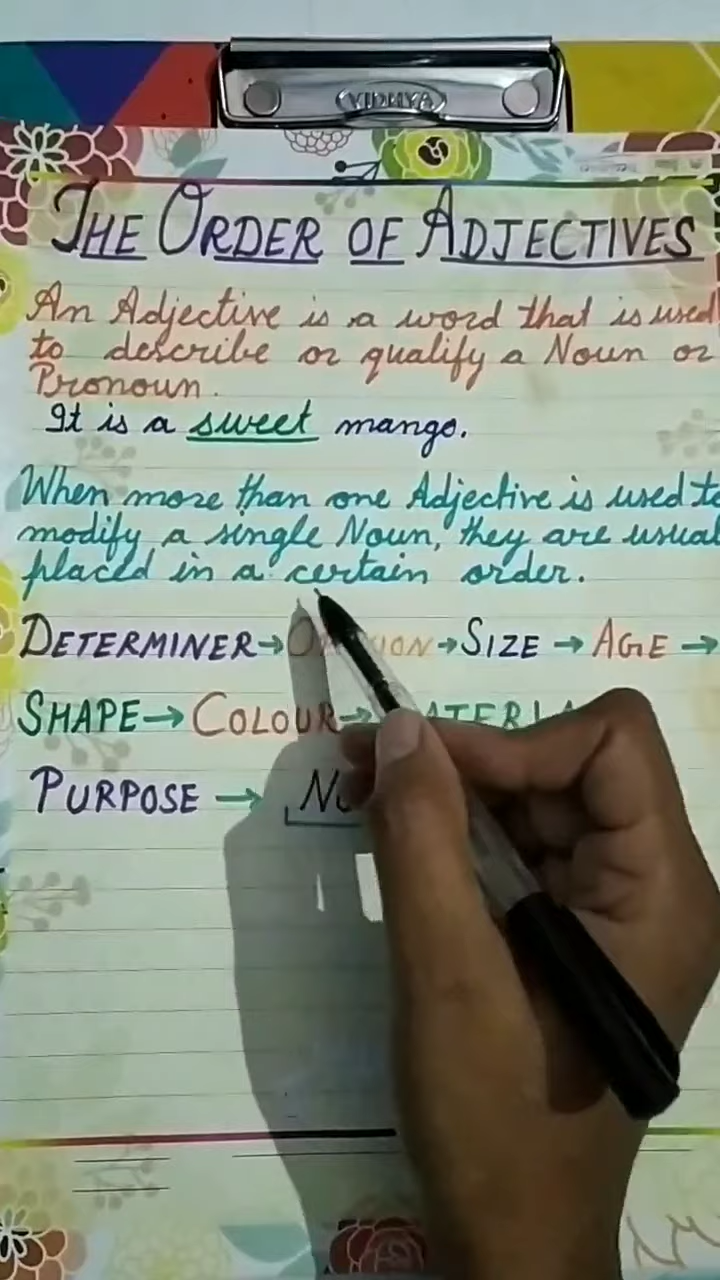 VIDHYA
THE ORDER OF ADJECTIVES
An Adjective is a word that is used
to describe or qualify a Noun or
Pronoun.
It is a sweet mango.
When more than one Adjective is used to
modify a single Noun, they are usual
placed in a certain order.
DETERMINER→ →SIZE → AGE →
SHAPE→ COLOUR→
PURPOSE →